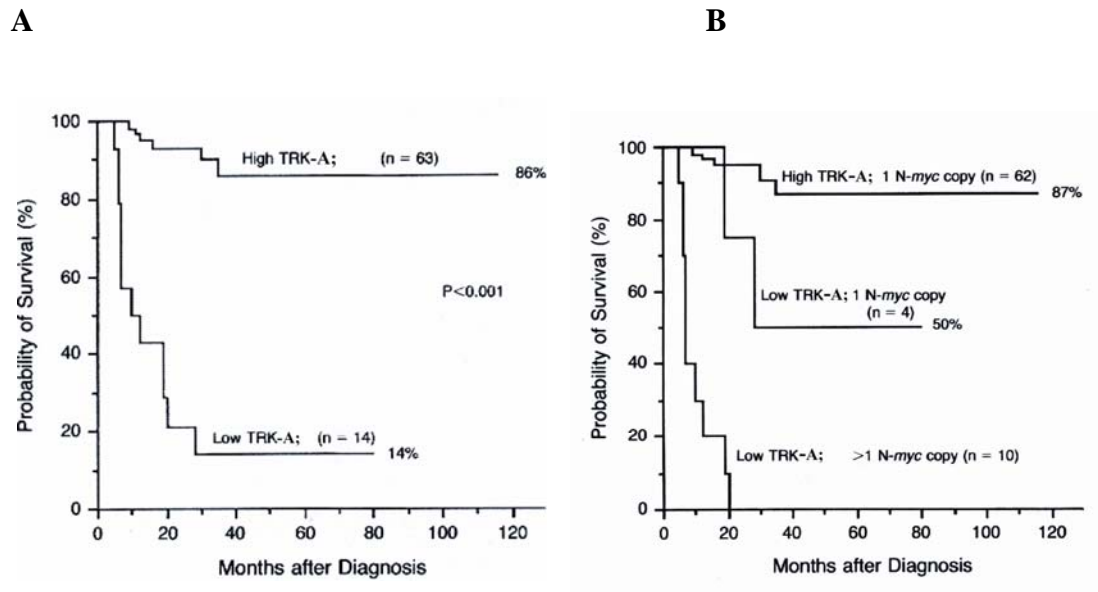 A
B
100
80
60
40
20
0
Probability of Survival (%)
High TRK-A; (n = 63)
86%
P<0.001
Low TRK-A; (n = 14)
14%
0 20 40 60 80 100 120
Months after Diagnosis
100
80
60
40
20
0
Probability of Survival (%)
High TRK-A; 1 N-myc copy (n = 62)
87%
Low TRK-A; 1 N-myc copy
(n = 4)
50%
Low TRK-A; >1 N-myc copy (n = 10)
0 20 40 60 80 100 120
Months after Diagnosis